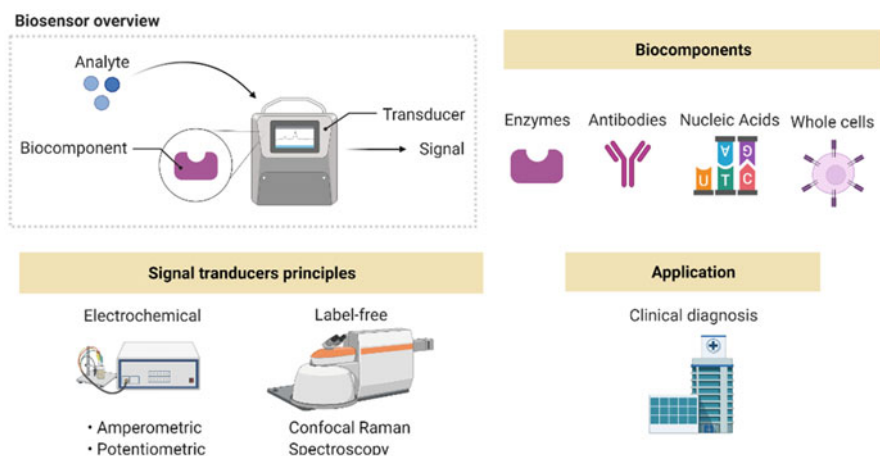 Biosensor overview
Analyte
Transducer
Biocomponent
Signal
Biocomponents
Enzymes
Antibodies
Nucleic Acids
Whole cells
A G
U T C
Signal tranducers principles
Electrochemical
Label-free
• Amperometric
• Potentiometric
Confocal Raman
Spectroscopy
Application
Clinical diagnosis